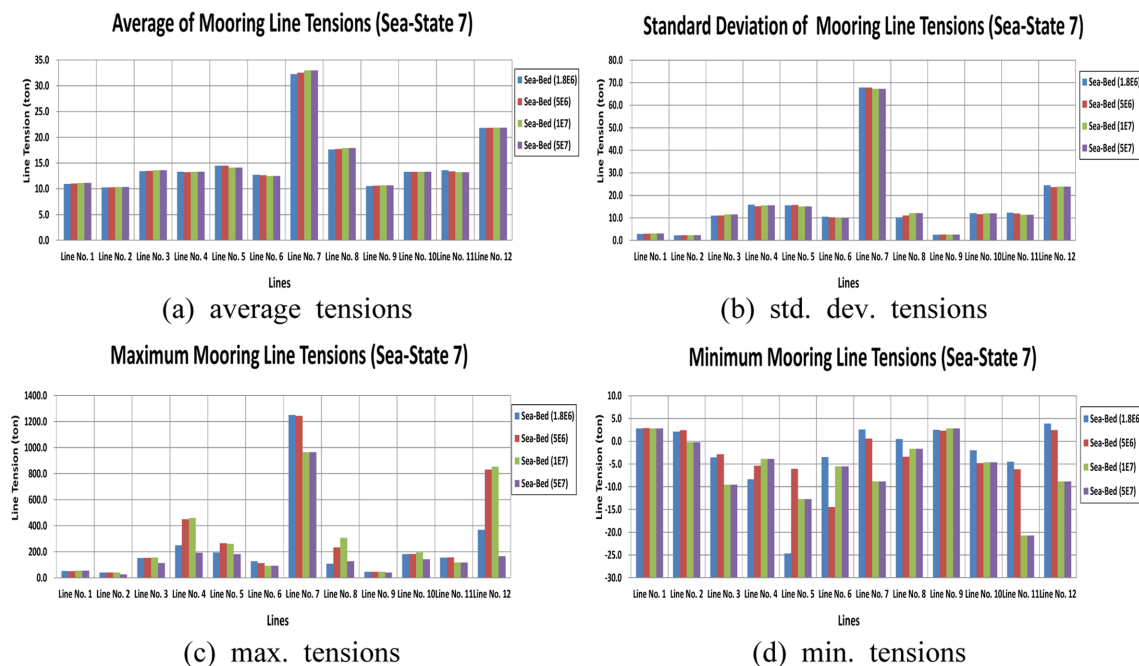 Average of Mooring Line Tensions (Sea-State 7)
Line Tension (ton)
35.0
30.0
25.0
20.0
15.0
10.0
5.0
0.0
Line No. 1 Line No. 2 Line No. 3 Line No. 4 Line No. 5 Line No. 6 Line No. 7 Line No. 8 Line No. 9 Line No. 10 Line No. 11 Line No. 12
Lines
Sea-Bed (1.8E6)
Sea-Bed (5E6)
Sea-Bed (1E7)
Sea-Bed (5E7)
(a) average tensions
Standard Deviation of Mooring Line Tensions (Sea-State 7)
Line Tension (ton)
80.0
70.0
60.0
50.0
40.0
30.0
20.0
10.0
0.0
Line No. 1 Line No. 2 Line No. 3 Line No. 4 Line No. 5 Line No. 6 Line No. 7 Line No. 8 Line No. 9 Line No. 10 Line No. 11 Line No. 12
Lines
Sea-Bed (1.8E6)
Sea-Bed (5E6)
Sea-Bed (1E7)
Sea-Bed (5E7)
(b) std. dev. tensions
Maximum Mooring Line Tensions (Sea-State 7)
Line Tension (ton)
1400.0
1200.0
1000.0
800.0
600.0
400.0
200.0
0.0
Line No. 1 Line No. 2 Line No. 3 Line No. 4 Line No. 5 Line No. 6 Line No. 7 Line No. 8 Line No. 9 Line No. 10 Line No. 11 Line No. 12
Lines
Sea-Bed (1.8E6)
Sea-Bed (5E6)
Sea-Bed (1E7)
Sea-Bed (5E7)
(c) max. tensions
Minimum Mooring Line Tensions (Sea-State 7)
Line Tension (ton)
10.0
5.0
0.0
-5.0
-10.0
-15.0
-20.0
-25.0
-30.0
Line No. 1 Line No. 2 Line No. 3 Line No. 4 Line No. 5 Line No. 6 Line No. 7 Line No. 8 Line No. 9 Line No. 10 Line No. 11 Line No. 12
Lines
Sea-Bed (1.8E6)
Sea-Bed (5E6)
Sea-Bed (1E7)
Sea-Bed (5E7)
(d) min. tensions